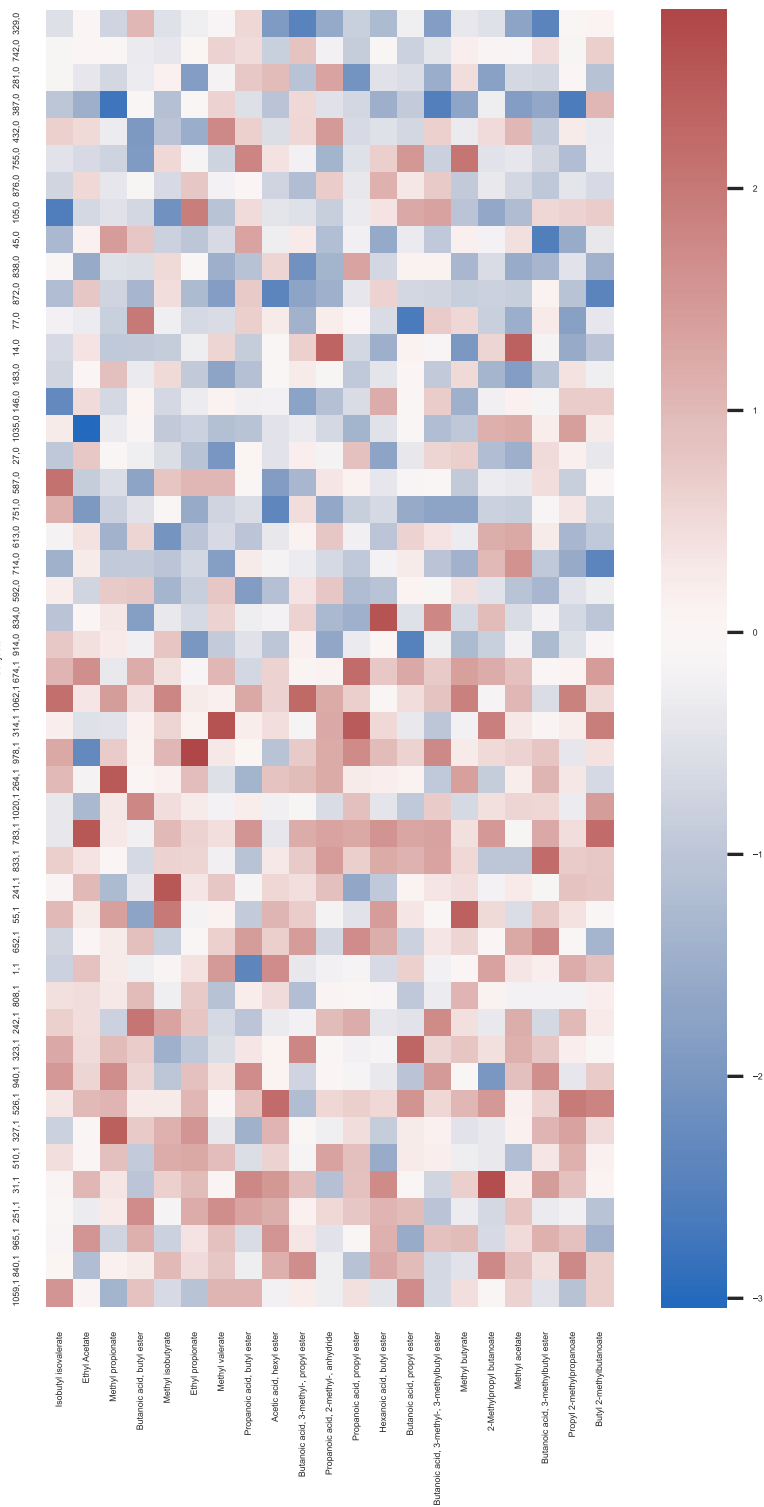 329,0
742,0
281,0
387,0
432,0
755,0
876,0
105,0
45,0
838,0
872,0
77,0
14,0
183,0
146,0
1035,0
27,0
587,0
751,0
613,0
714,0
592,0
834,0
914,0
674,1
1062,1
314,1
978,1
264,1
1020,1
783,1
833,1
241,1
55,1
652,1
1,1
808,1
242,1
323,1
940,1
526,1
327,1
510,1
31,1
251,1
965,1
840,1
1059,1
Isobutyl isovalerate
Ethyl Acetate
Methyl propionate
Butanoic acid, butyl ester
Methyl isobutyrate
Ethyl propionate
Methyl valerate
Propanoic acid, butyl ester
Acetic acid, hexyl ester
Butanoic acid, 3-methyl-, propyl ester
Propanoic acid, 2-methyl-, anhydride
Propanoic acid, propyl ester
Hexanoic acid, butyl ester
Butanoic acid, propyl ester
Butanoic acid, 3-methyl-, 3-methylbutyl ester
Methyl butyrate
2-Methylpropyl butanoate
Methyl acetate
Butanoic acid, 3-methylbutyl ester
Propyl 2-methylpropanoate
Butyl 2-methylbutanoate
2
1
0
−1
−2
−3